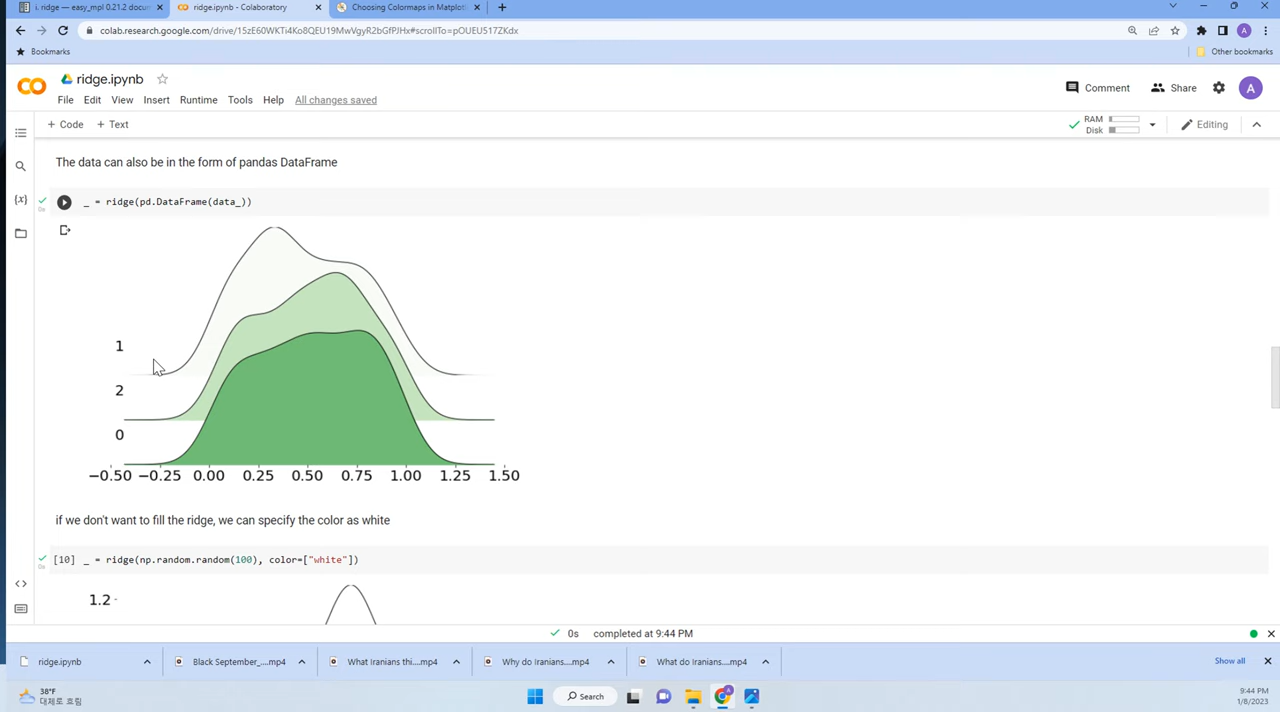 i. ridge — easy_mpl 0.21.2 docum
ridge.ipynb - Colaboratory
Choosing Colormaps in Matplotl
colab.research.google.com/drive/15zE60WKTi4Ko8QEU19MwVgyR2bGfPJHx#scrollTo=pOUEU517ZKdx
A
Bookmarks
Other bookmarks
CO
ridge.ipynb
Comment
Share
A
File Edit View Insert Runtime Tools Help All changes saved
+ Code + Text
RAM
Disk
Editing
The data can also be in the form of pandas DataFrame
{x}
0s
_ = ridge(pd.DataFrame(data_))
1
2
0
−0.50 −0.25 0.00 0.25 0.50 0.75 1.00 1.25 1.50
if we don't want to fill the ridge, we can specify the color as white
0s
[10] _ = ridge(np.random.random(100), color=["white"])
1.2
0s completed at 9:44 PM
ridge.ipynb
Black September_....mp4
What Iranians thi....mp4
Why do Iranians....mp4
What do Iranians....mp4
Show all
38°F
대체로 흐림
Search
9:44 PM
1/8/2023